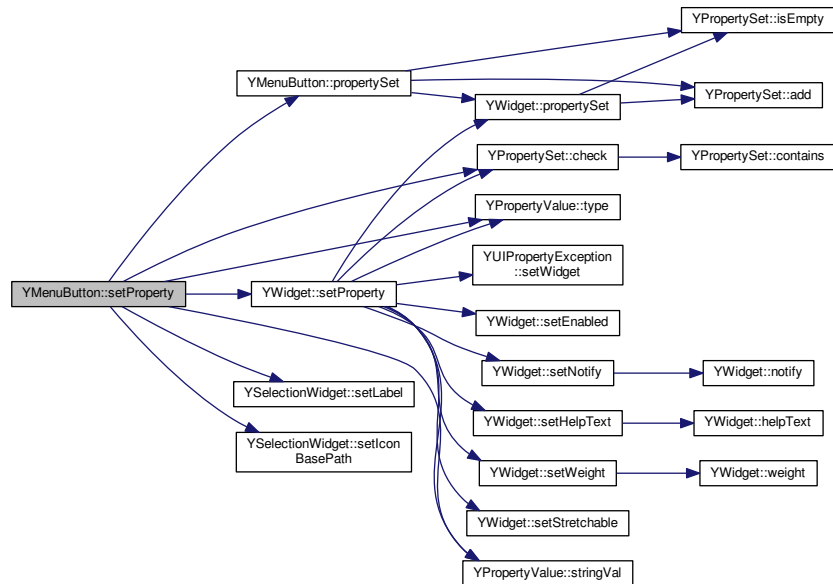 YPropertySet::isEmpty
YMenuButton::propertySet
YPropertySet::add
YWidget::propertySet
YPropertySet::check
YPropertySet::contains
YPropertyValue::type
YUIPropertyException
::setWidget
YMenuButton::setProperty
YWidget::setProperty
YWidget::setEnabled
YWidget::setNotify
YWidget::notify
YSelectionWidget::setLabel
YWidget::setHelpText
YWidget::helpText
YSelectionWidget::setIcon
BasePath
YWidget::setWeight
YWidget::weight
YWidget::setStretchable
YPropertyValue::stringVal